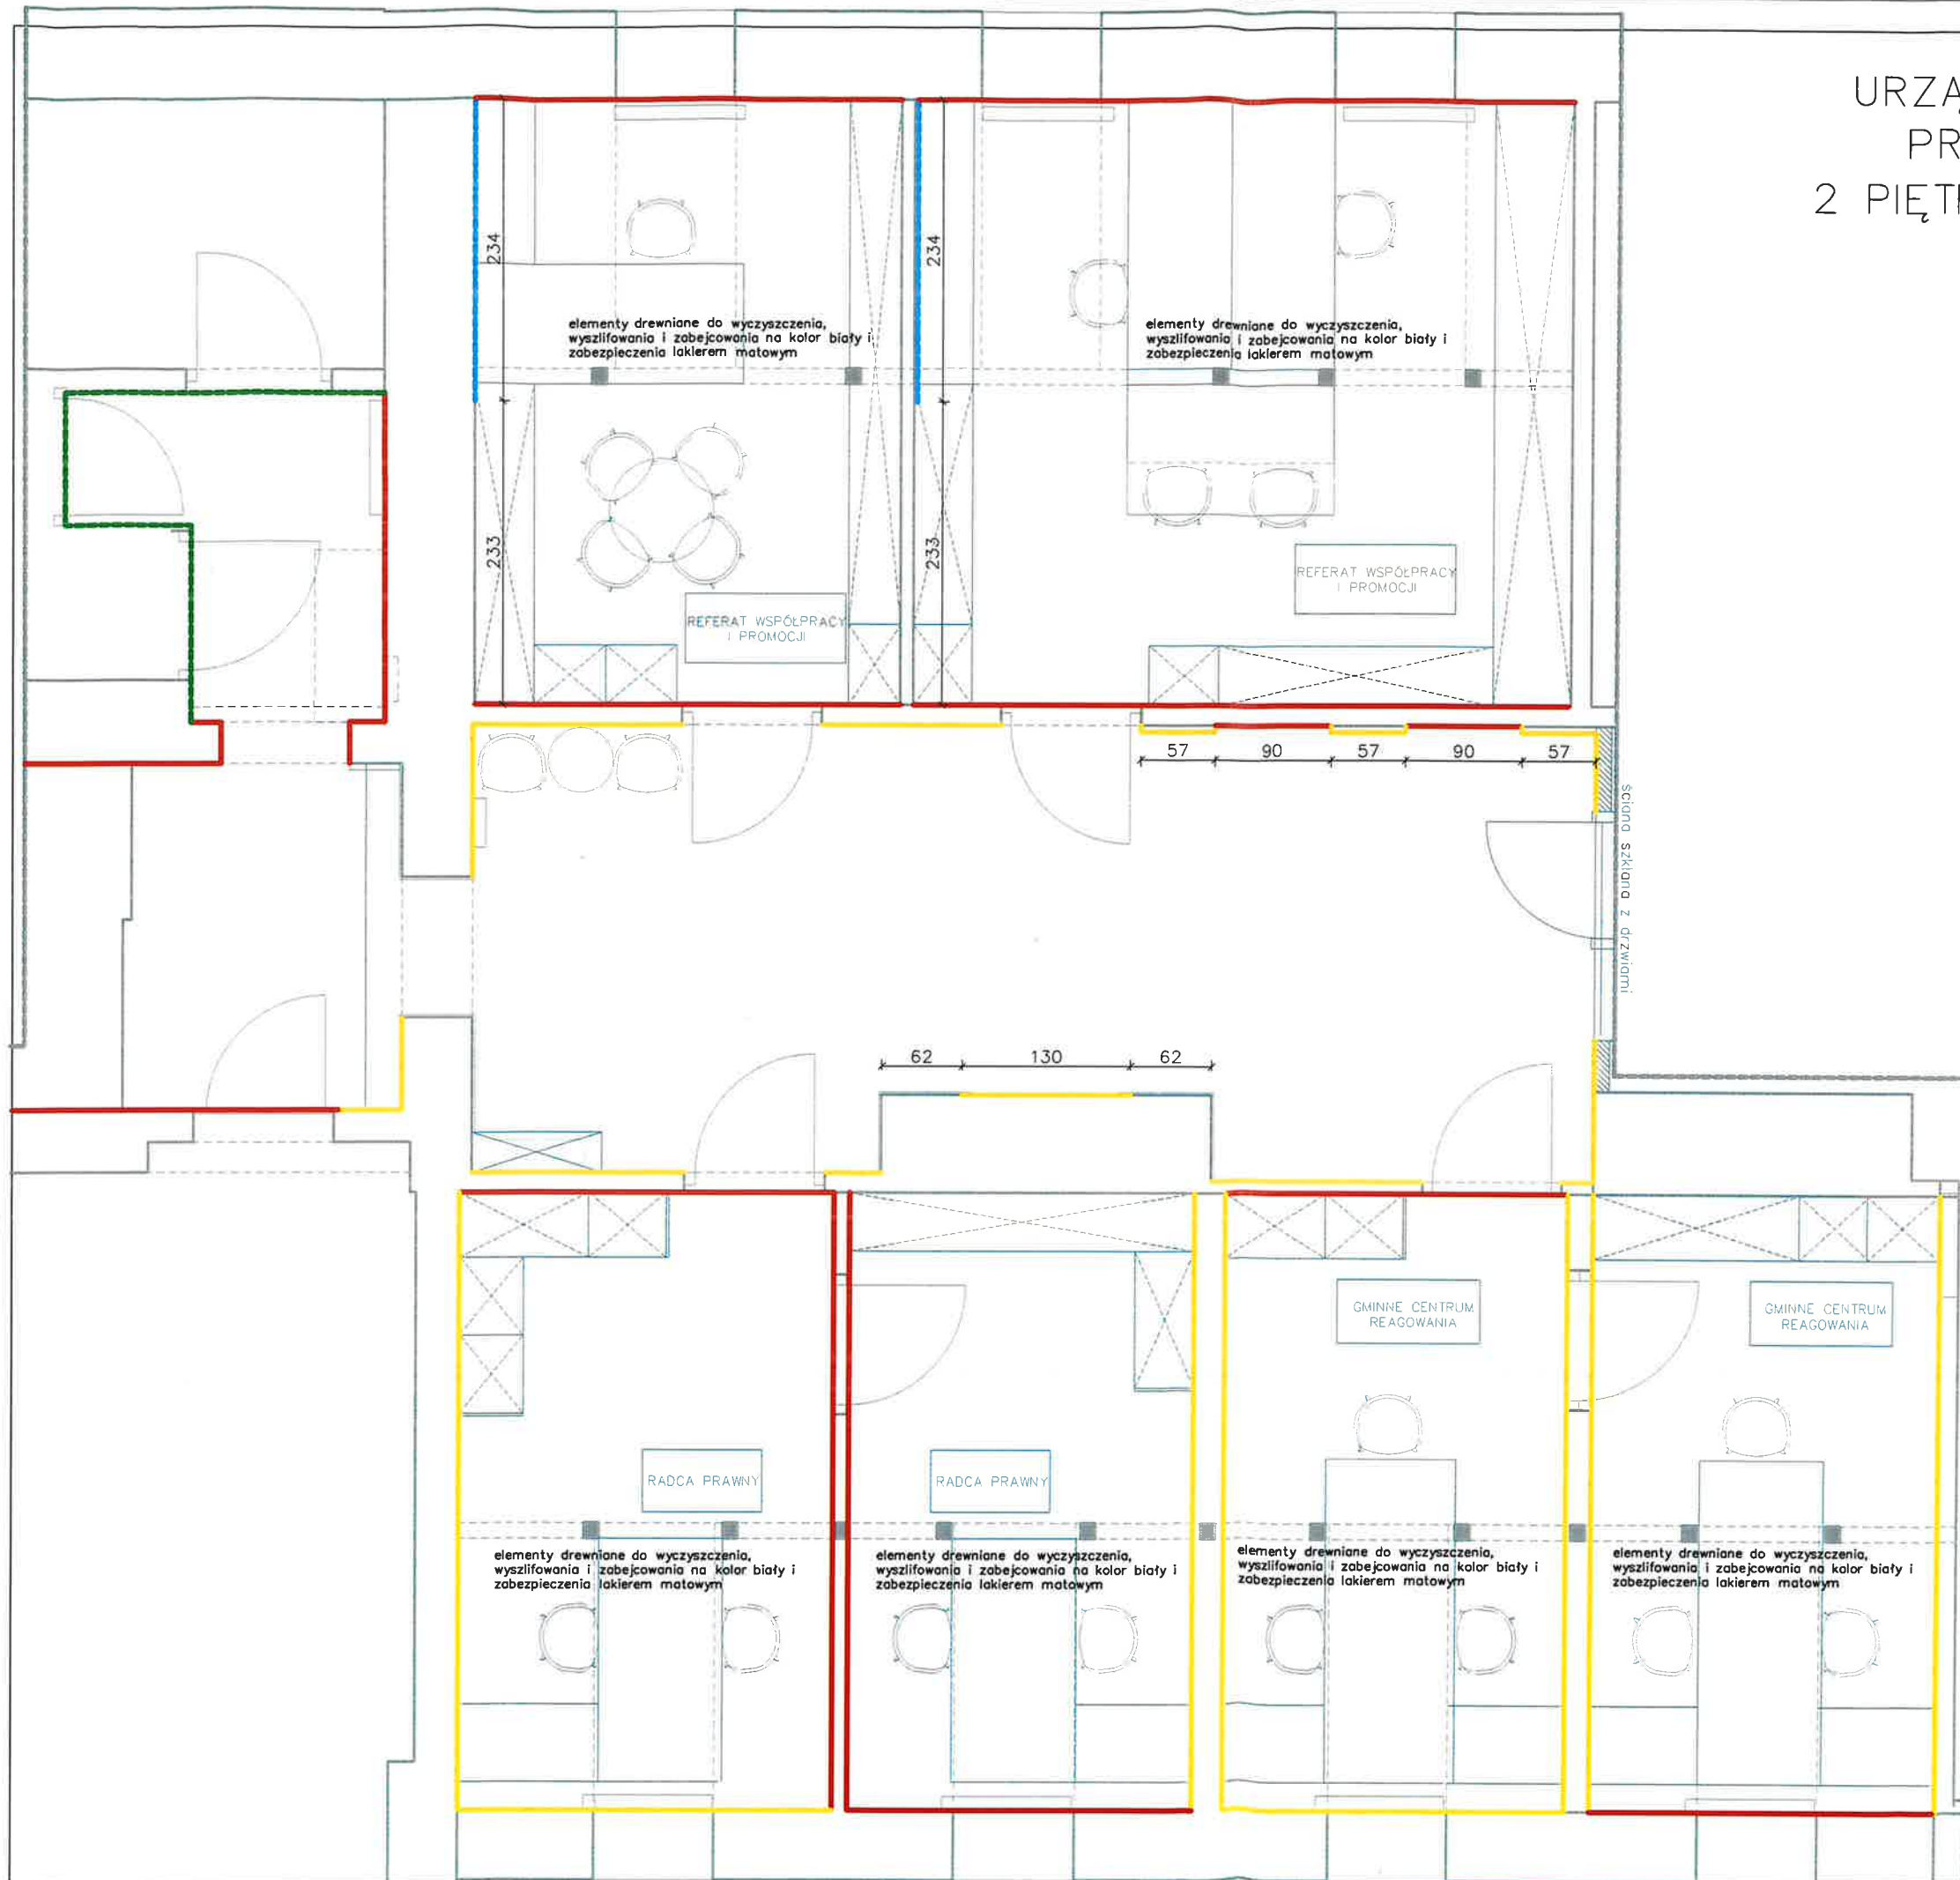 URZĄ
PR
2 PIĘT
234
234
elementy drewniane do wyczyszczenia,
wyszlifowania i zabejcowania na kolor biały i
zabezpieczenia lakierem matowym
elementy drewniane do wyczyszczenia,
wyszlifowania i zabejcowania na kolor biały i
zabezpieczenia lakierem matowym
233
233
REFERAT WSPÓŁPRACY
I PROMOCJI
REFERAT WSPÓŁPRACY
I PROMOCJI
57 90 57 90 57
ściana szklana z drzwiami
62 130 62
GMINNE CENTRUM
REAGOWANIA
GMINNE CENTRUM
REAGOWANIA
RADCA PRAWNY
RADCA PRAWNY
elementy drewniane do wyczyszczenia,
wyszlifowania i zabejcowania na kolor biały i
zabezpieczenia lakierem matowym
elementy drewniane do wyczyszczenia,
wyszlifowania i zabejcowania na kolor biały i
zabezpieczenia lakierem matowym
elementy drewniane do wyczyszczenia,
wyszlifowania i zabejcowania na kolor biały i
zabezpieczenia lakierem matowym
elementy drewniane do wyczyszczenia,
wyszlifowania i zabejcowania na kolor biały i
zabezpieczenia lakierem matowym